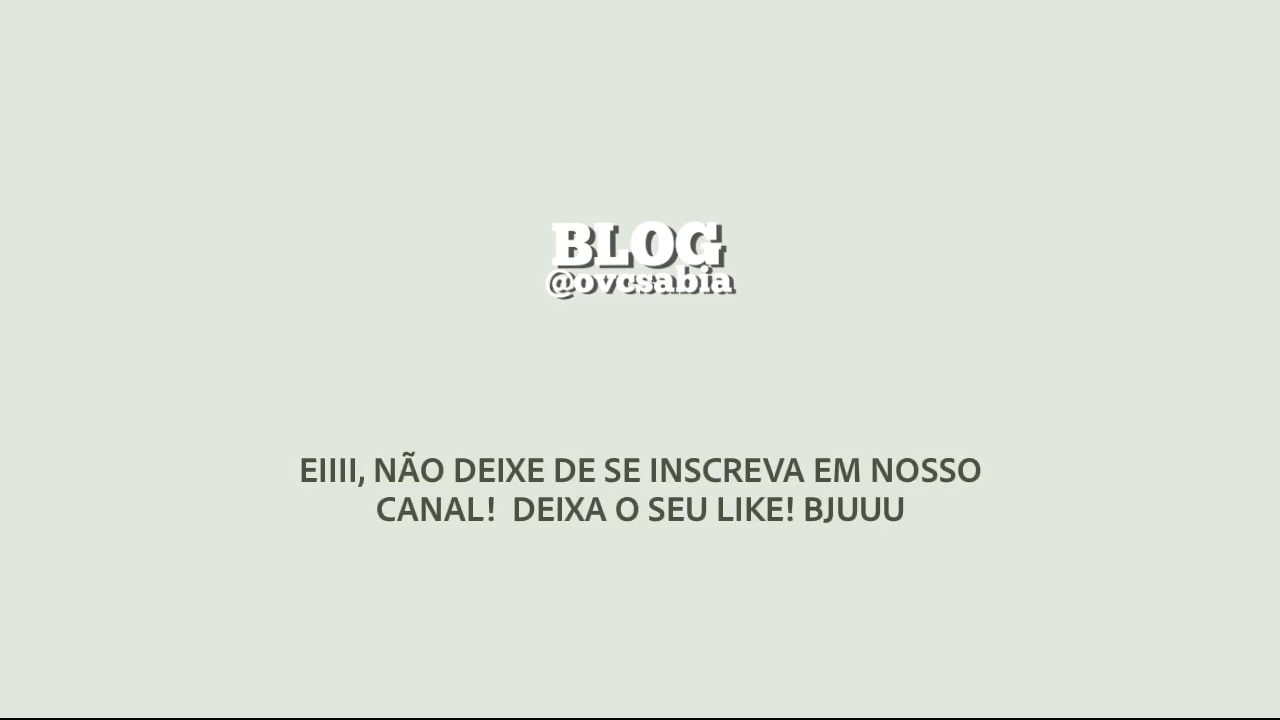 BLOG
@ovcsabia
EIIII, NÃO DEIXE DE SE INSCREVA EM NOSSO
CANAL!  DEIXA O SEU LIKE! BJUUU